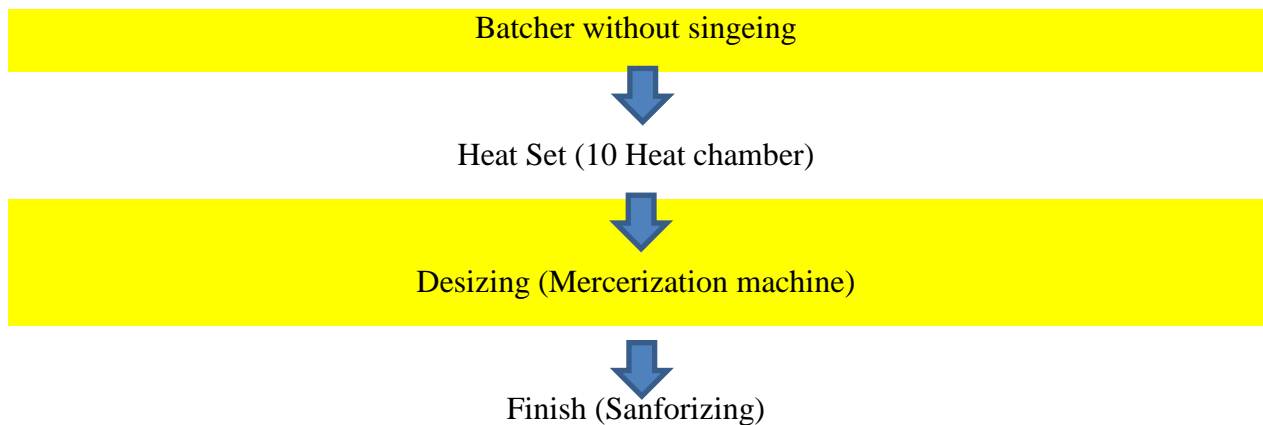 Batcher without singeing
Heat Set (10 Heat chamber)
Desizing (Mercerization machine)
Finish (Sanforizing)